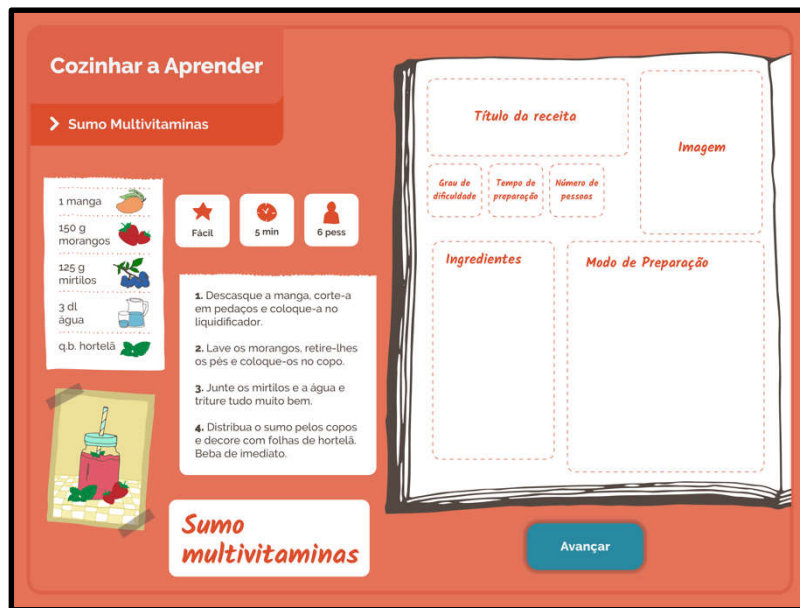 Cozinhar a Aprender
Sumo Multivitaminas
1 manga
150 g
morangos
125 g
mirtilos
3 dl
água
q.b. hortelã
Fácil
5 min
6 pess
1. Descasque a manga, corte-a
em pedaços e coloque-a no
liquidificador.
2. Lave os morangos, retire-lhes
os pés e coloque-os no copo.
3. Junte os mirtilos e a água e
triture tudo muito bem.
4. Distribua o sumo pelos copos
e decore com folhas de hortelã.
Beba de imediato.
Sumo
multivitaminas
Título da receita
Imagem
Grau de
dificuldade
Tempo de
preparação
Número de
pessoas
Ingredientes
Modo de Preparação
Avançar